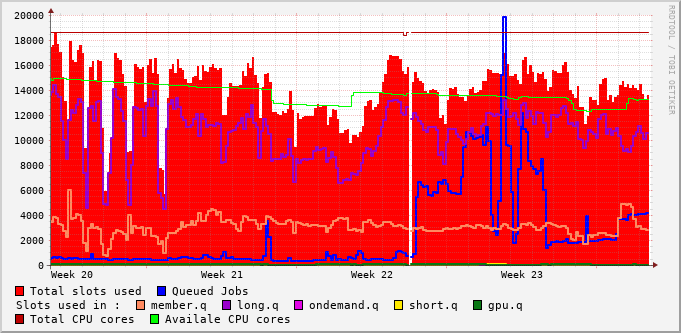 20000
18000
16000
14000
12000
10000
8000
6000
4000
2000
0
Week 20 Week 21 Week 22 Week 23
Total slots used Queued Jobs
Slots used in : member.q long.q ondemand.q short.q gpu.q
Total CPU cores Availale CPU cores
RRDTOOL / TOBI OETIKER